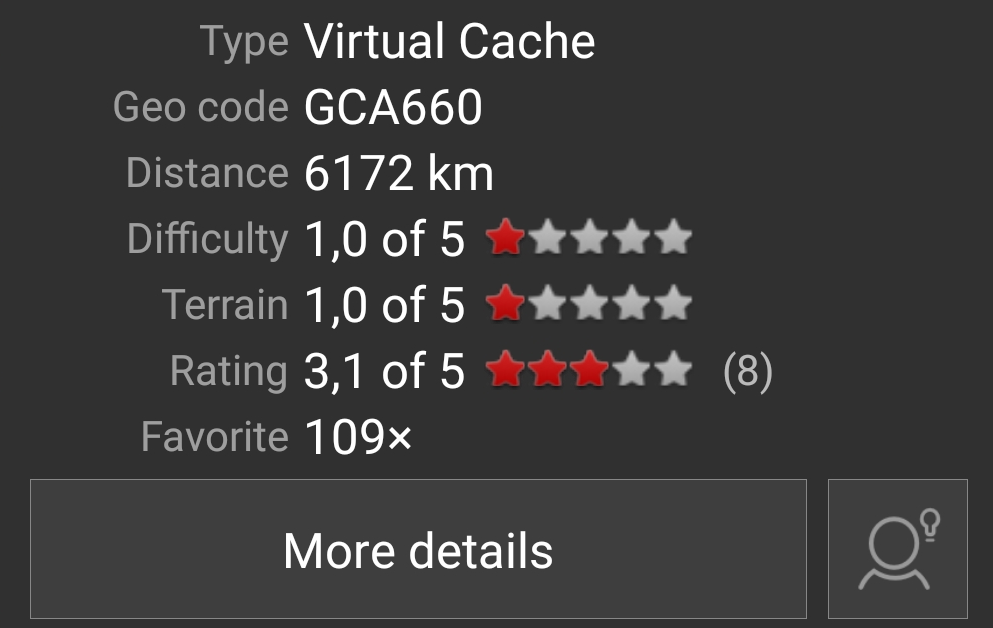 Type Virtual Cache
Geo code GCA660
Distance 6172 km
Difficulty 1,0 of 5
Terrain 1,0 of 5
Rating 3,1 of 5 (8)
Favorite 109×
More details